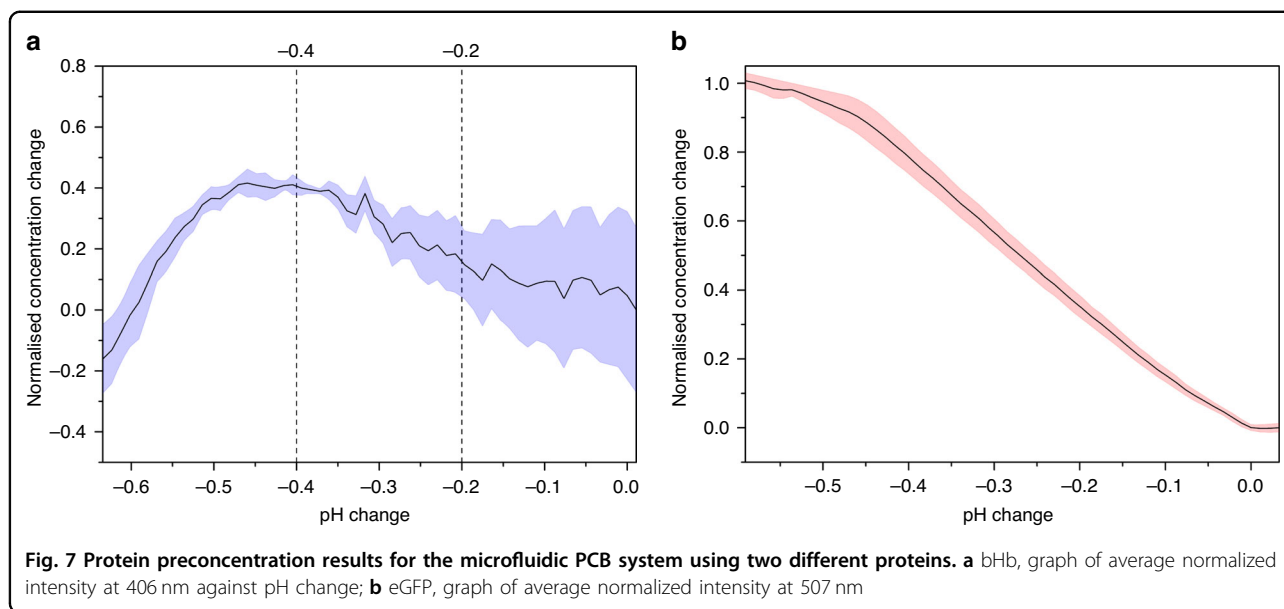 a
−0.4 −0.2
0.8
0.6
0.4
0.2
0.0
−0.2
−0.4
Normalised concentration change
−0.6 −0.5 −0.4 −0.3 −0.2 −0.1 0.0
pH change
b
1.0
0.8
0.6
0.4
0.2
0.0
Normalised concentration change
−0.5 −0.4 −0.3 −0.2 −0.1 0.0
pH change
Fig. 7 Protein preconcentration results for the microfluidic PCB system using two different proteins. a bHb, graph of average normalized
intensity at 406 nm against pH change; b eGFP, graph of average normalized intensity at 507 nm